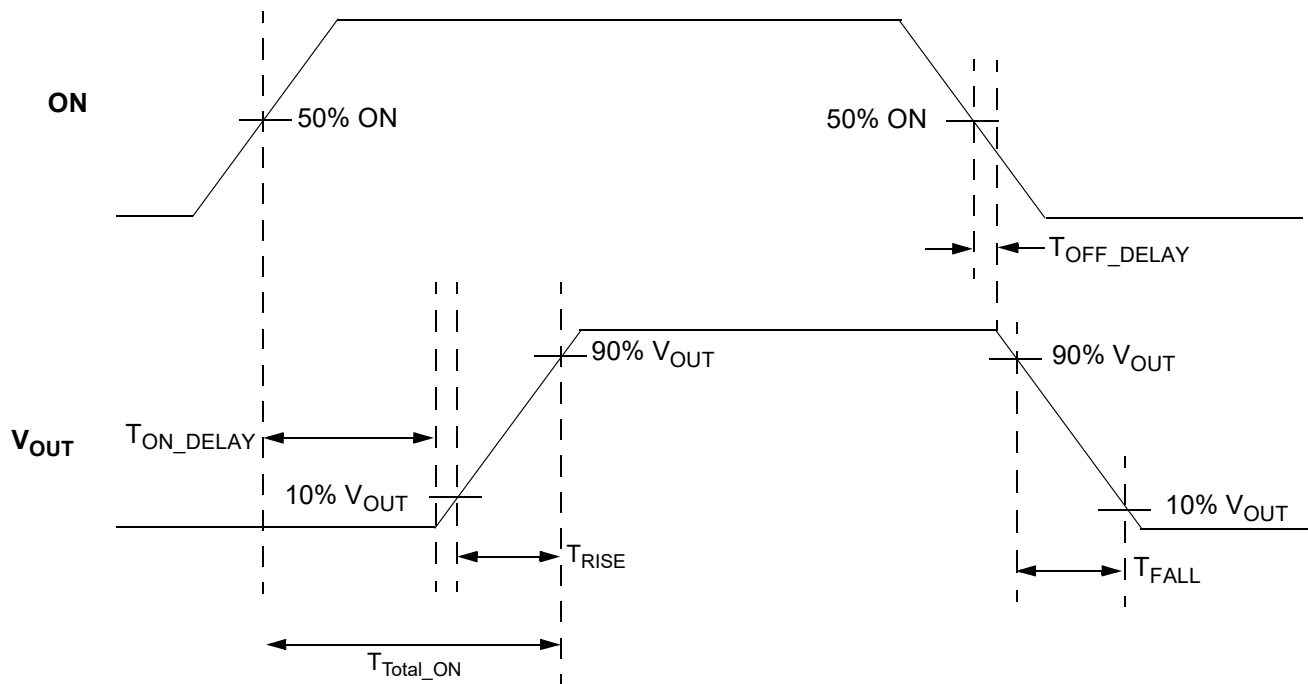 ON
50% ON
50% ON
TOFF_DELAY
90% VOUT
90% VOUT
VOUT
TON_DELAY
10% VOUT
10% VOUT
TRISE
TFALL
TTotal_ON